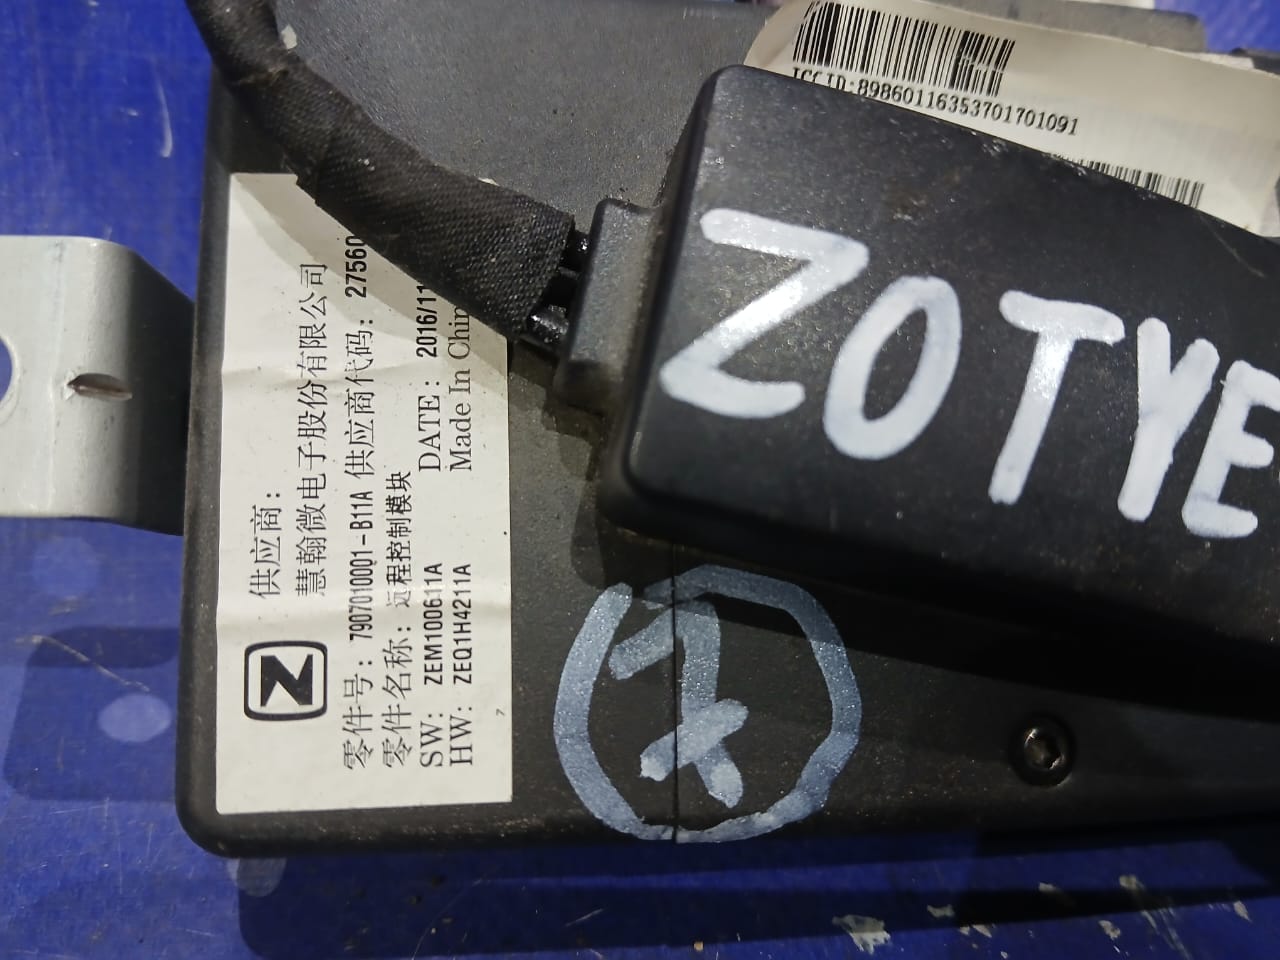 ICCID:89860116353701701091
ZOTYE
供应商:
慧翰微电子股份有限公司
零件号: 7907010001-B11A 供应商代码: 27560
零件名称: 远程控制模块
SW: ZEM100611A DATE: 2016/11
HW: ZEQ1H4211A Made In Chin
Z
7